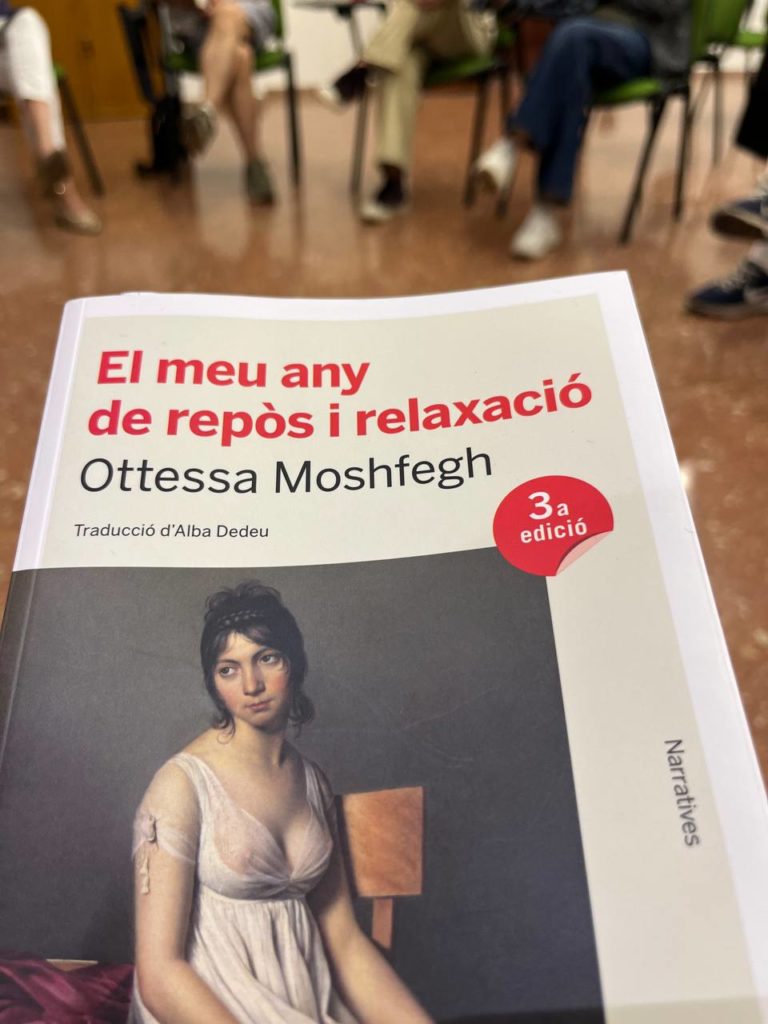 El meu any
de repòs i relaxació
Ottessa Moshfegh
Traducció d'Alba Dedeu
3a
edició
Narratives